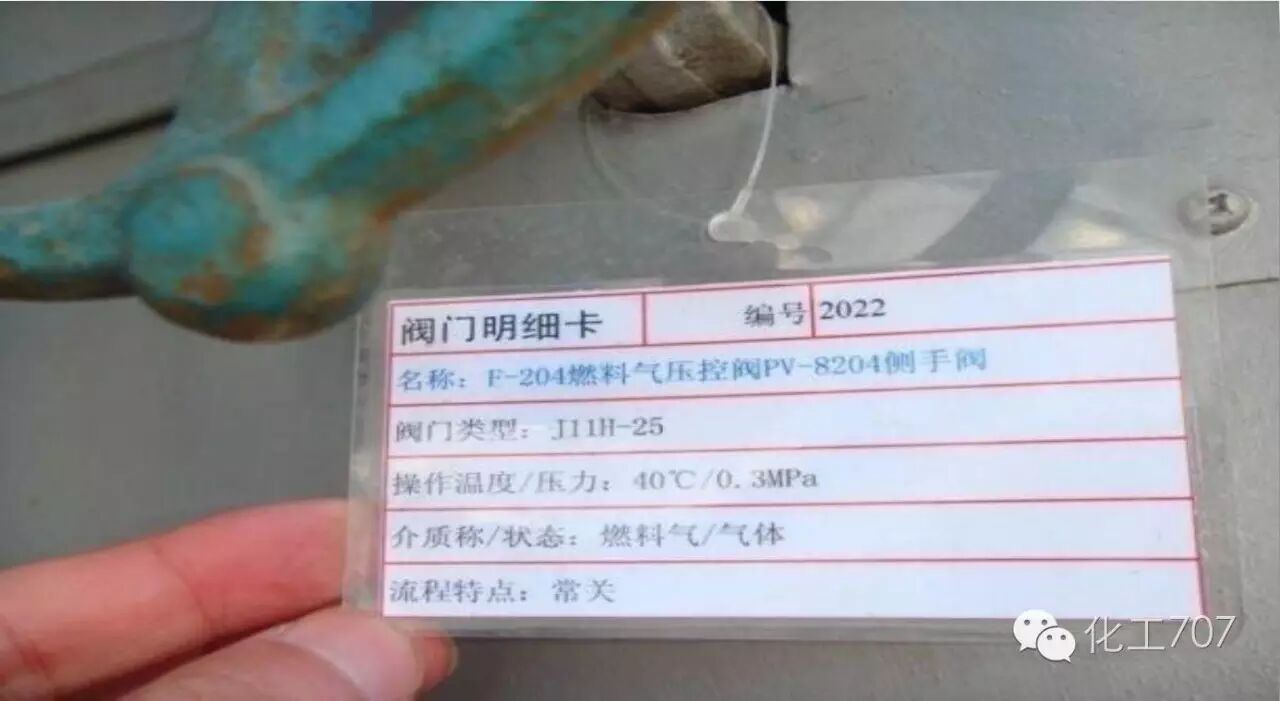 阀门明细卡 编号 2022
名称：F-204燃料气压控阀PV-8204侧手阀
阀门类型：J11H-25
操作温度/压力：40℃/0.3MPa
介质称/状态：燃料气/气体
流程特点：常关
化工707